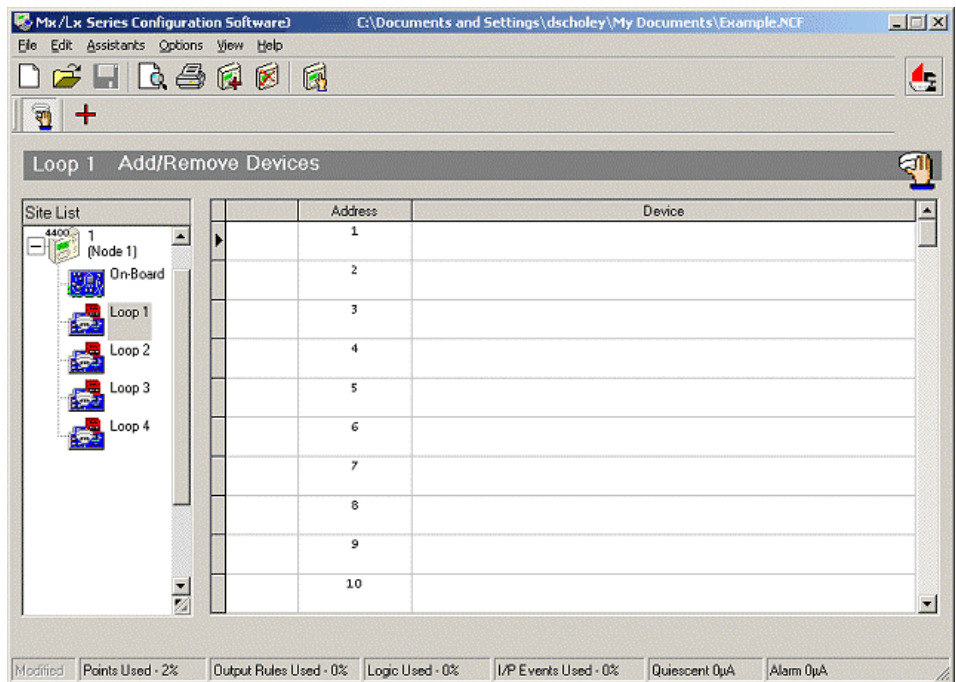 Mx/Lx Series Configuration Software) C:\Documents and Settings\dscholey\My Documents\Example.NCF
File Edit Assistants Options View Help
Loop 1 Add/Remove Devices
Site List
Address Device
4400
1
(Node 1)
On-Board
Loop 1
Loop 2
Loop 3
Loop 4
1
2
3
4
5
6
7
8
9
10
Modified Points Used - 2% Output Rules Used - 0% Logic Used - 0% I/P Events Used - 0% Quiescent 0µA Alarm 0µA